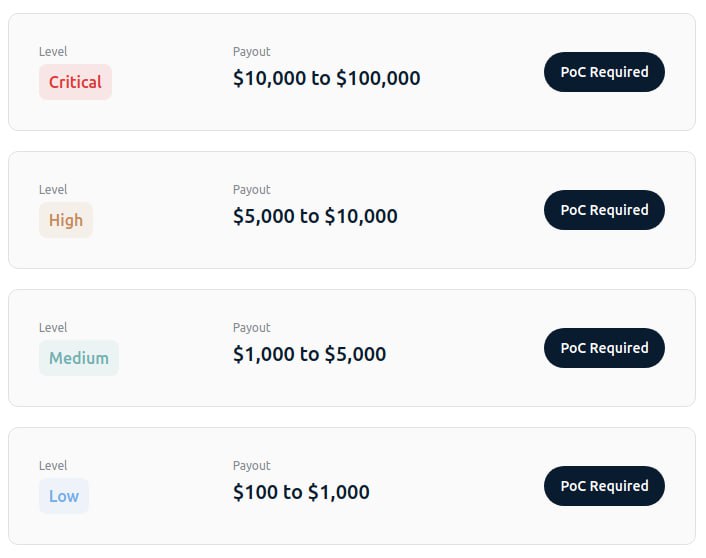 Level
Payout
Critical
$10,000 to $100,000
PoC Required
Level
Payout
High
$5,000 to $10,000
PoC Required
Level
Payout
Medium
$1,000 to $5,000
PoC Required
Level
Payout
Low
$100 to $1,000
PoC Required